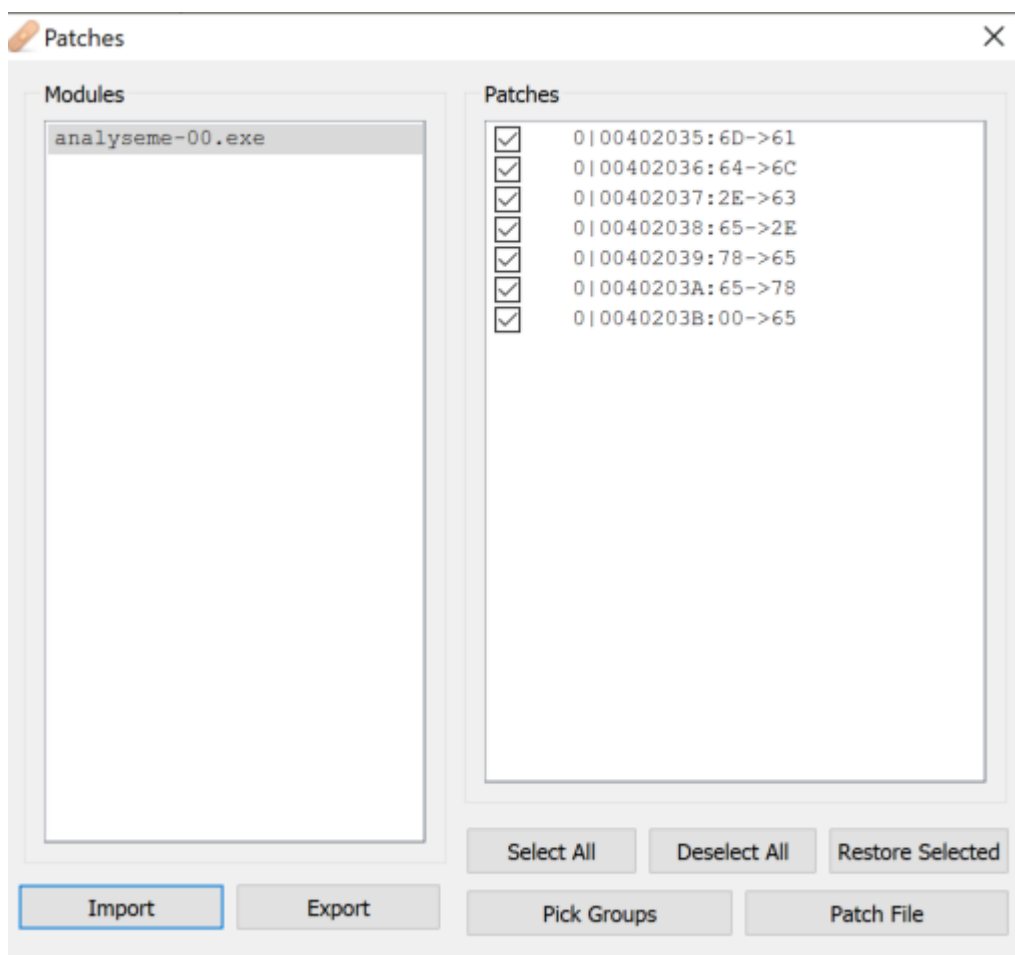 Patches
Modules
analyseme-00.exe
Patches
0|00402035:6D->61
0|00402036:64->6C
0|00402037:2E->63
0|00402038:65->2E
0|00402039:78->65
0|0040203A:65->78
0|0040203B:00->65
Select All
Deselect All
Restore Selected
Import
Export
Pick Groups
Patch File